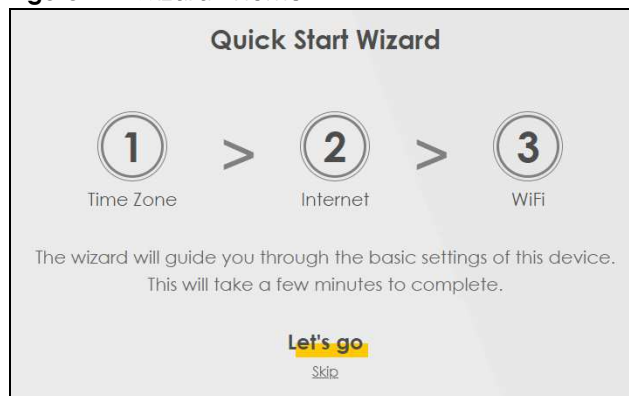 Quick Start Wizard
1 > 2 > 3
Time Zone Internet WiFi
The wizard will guide you through the basic settings of this device.
This will take a few minutes to complete.
Let's go
Skip